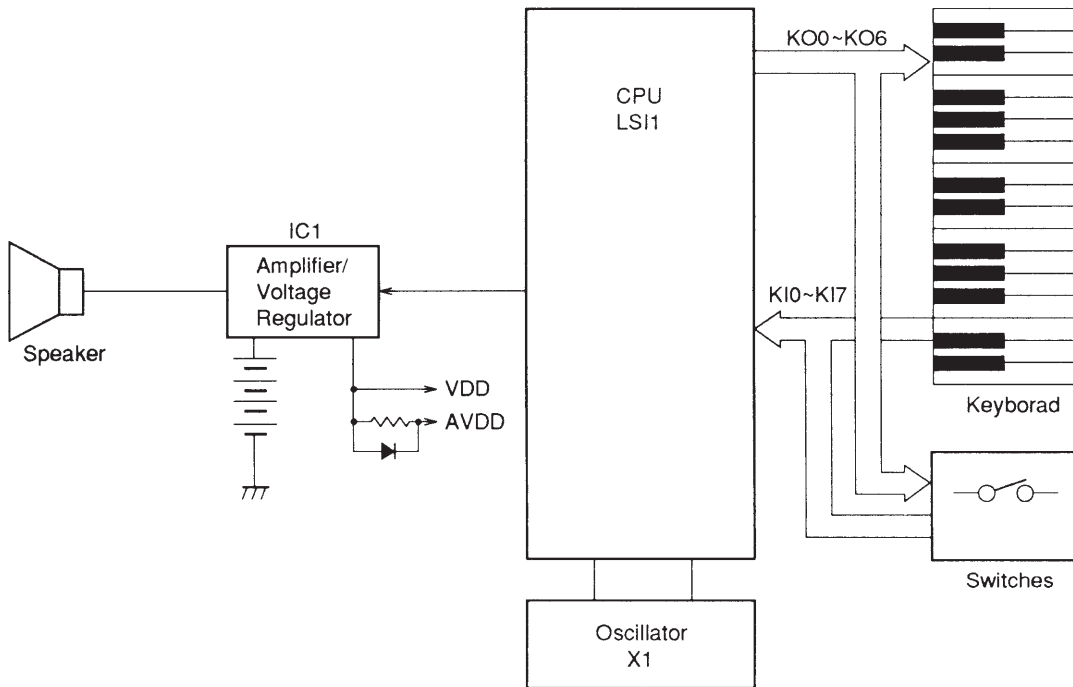 KO0~KO6
CPU
LSI1
IC1
Amplifier/
Voltage
Regulator
Speaker
VDD
AVDD
KI0~KI7
Keyborad
Switches
Oscillator
X1